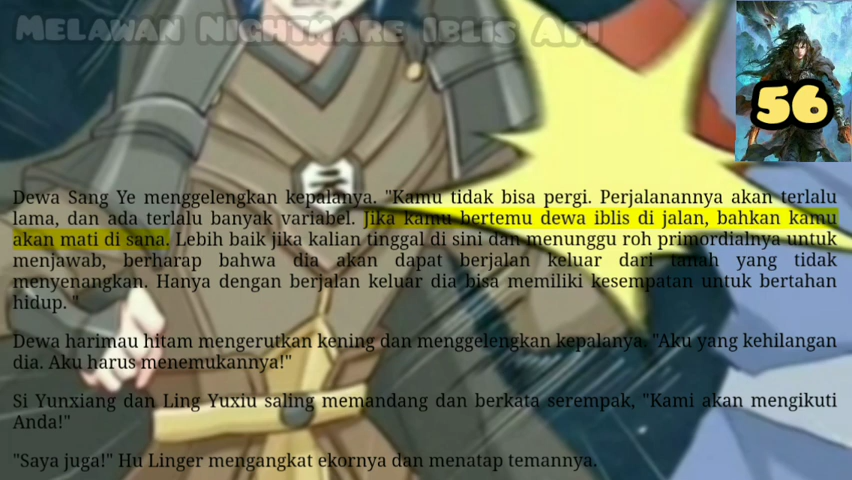 Melawan Nightmare Iblis Api
56
Dewa Sang Ye menggelengkan kepalanya. "Kamu tidak bisa pergi. Perjalanannya akan terlalu
lama, dan ada terlalu banyak variabel. Jika kamu bertemu dewa iblis di jalan, bahkan kamu
akan mati di sana. Lebih baik jika kalian tinggal di sini dan menunggu roh primordialnya untuk
menjawab, berharap bahwa dia akan dapat berjalan keluar dari tanah yang tidak
menyenangkan. Hanya dengan berjalan keluar dia bisa memiliki kesempatan untuk bertahan
hidup. "
Dewa harimau hitam mengerutkan kening dan menggelengkan kepalanya. "Aku yang kehilangan
dia. Aku harus menemukannya!"
Si Yunxiang dan Ling Yuxiu saling memandang dan berkata serempak, "Kami akan mengikuti
Anda!"
"Saya juga!" Hu Linger mengangkat ekornya dan menatap temannya.